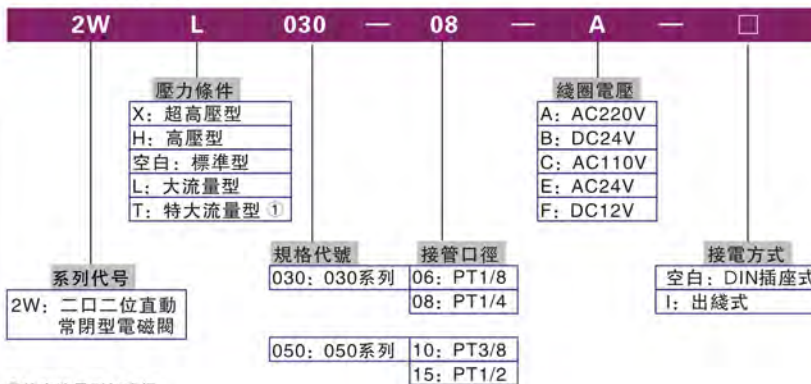 2W L 030 — 08 — A — □
壓力條件
X：超高壓型
H：高壓型
空白：標準型
L：大流量型
T：特大流量型 ①
綫圈電壓
A：AC220V
B：DC24V
C：AC110V
E：AC24V
F：DC12V
系列代号
2W：二口二位直動
常閉型電磁閥
規格代號
030：030系列
050：050系列
接管口徑
06：PT1/8
08：PT1/4
10：PT3/8
15：PT1/2
接電方式
空白：DIN插座式
I：出綫式